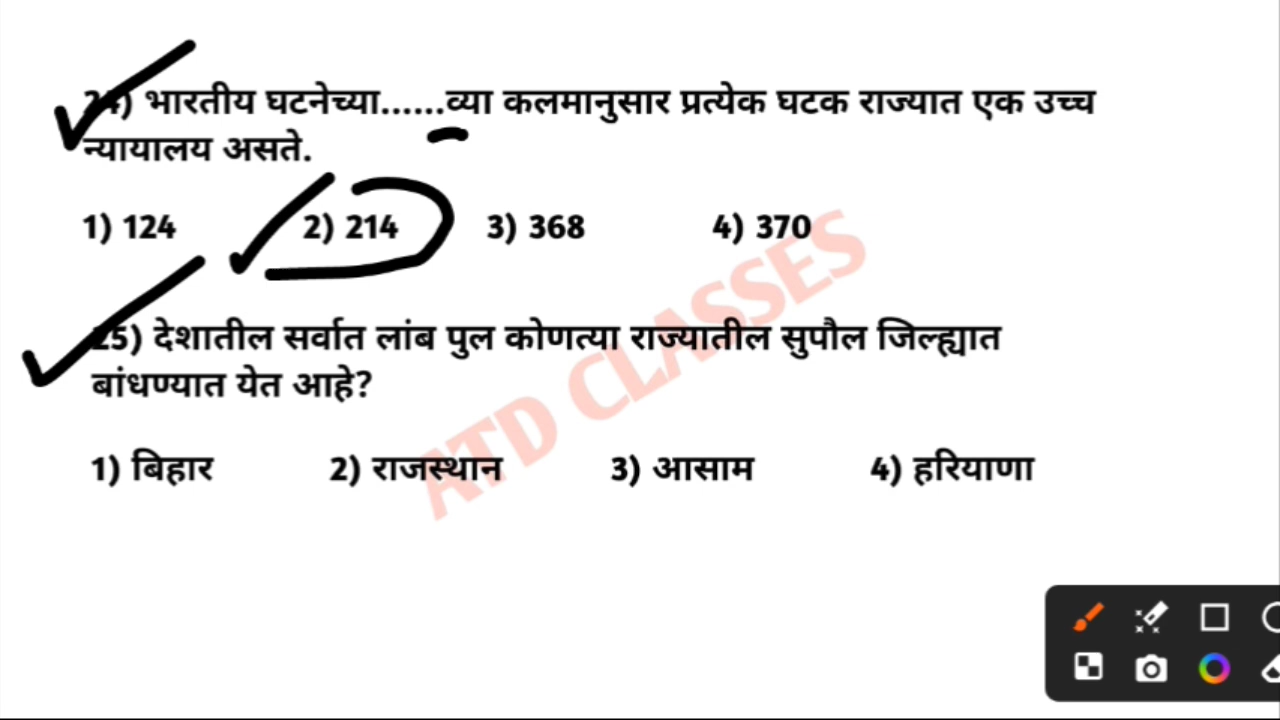 24) भारतीय घटनेच्या......व्या कलमानुसार प्रत्येक घटक राज्यात एक उच्च
न्यायालय असते.
1) 124 2) 214 3) 368 4) 370
25) देशातील सर्वात लांब पुल कोणत्या राज्यातील सुपौल जिल्ह्यात
बांधण्यात येत आहे?
1) बिहार 2) राजस्थान 3) आसाम 4) हरियाणा
ATD CLASSES